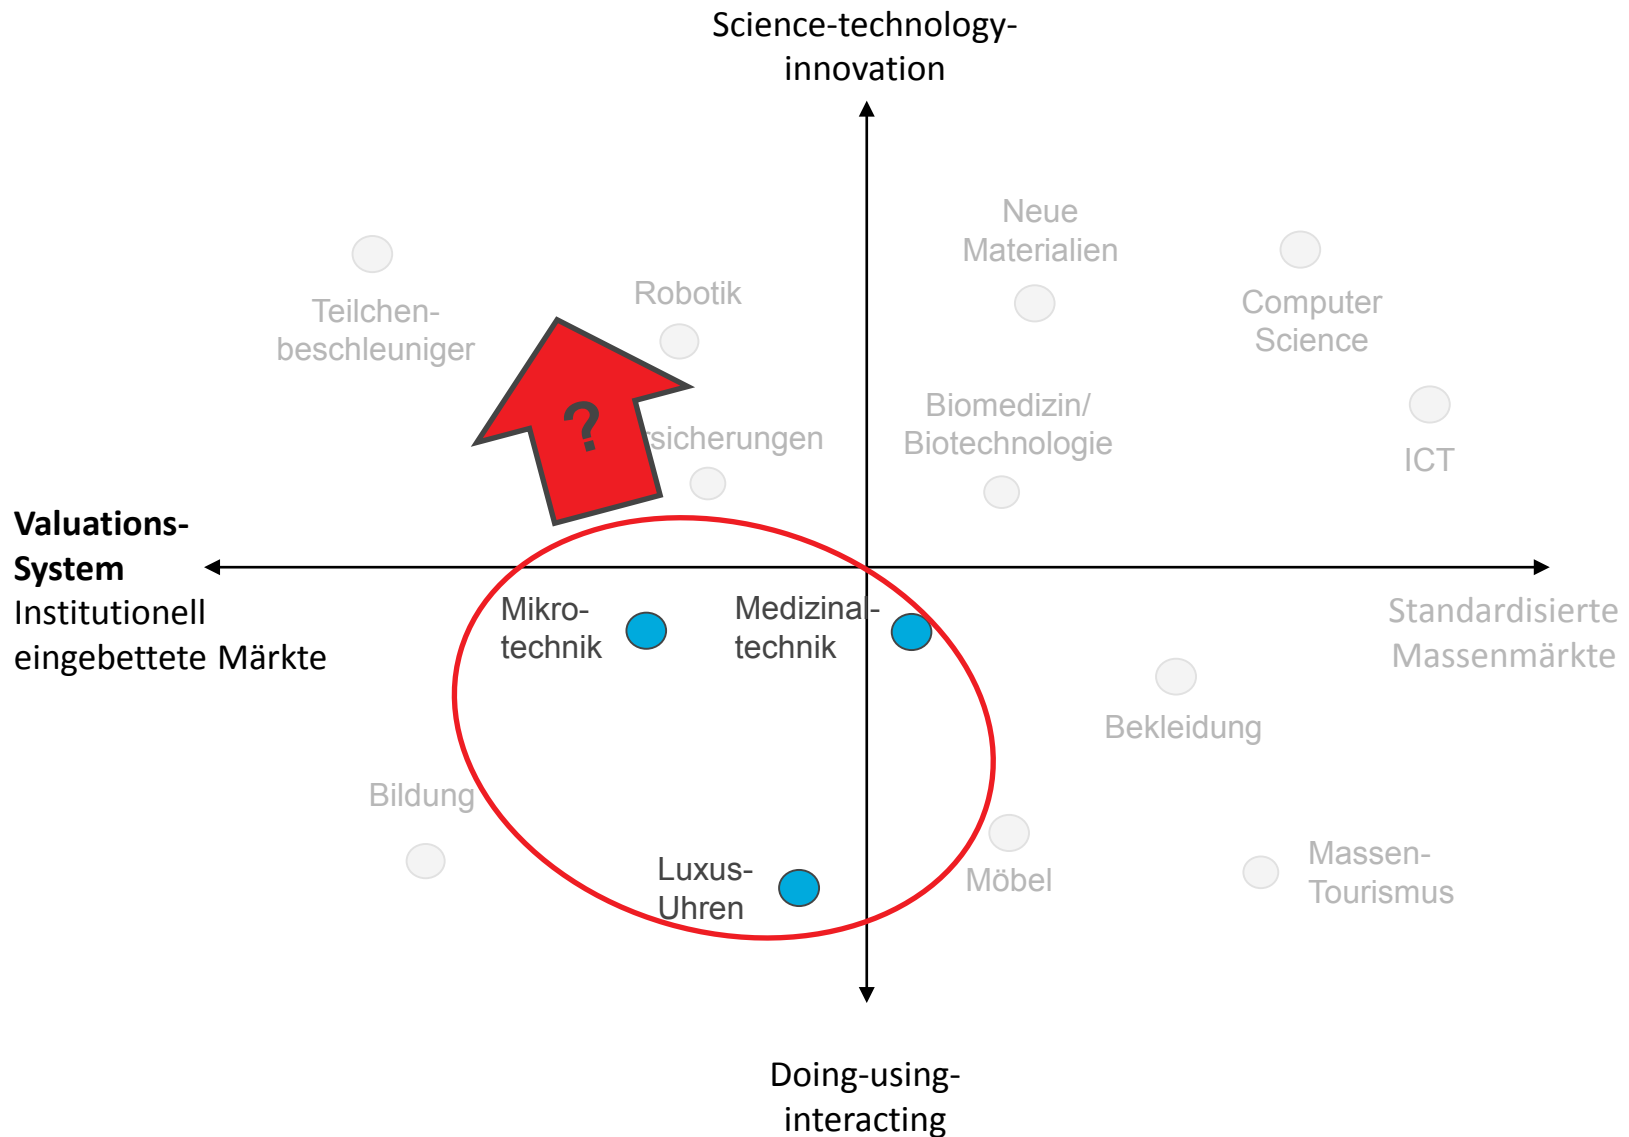 Science-technology-
innovation
Neue
Materialien
Robotik
Teilchen-
beschleuniger
Computer
Science
?
Biomedizin/
Biotechnologie
rsicherungen
ICT
Valuations-
System
Institutionell
eingebettete Märkte
Mikro-
technik
Medizinal-
technik
Standardisierte
Massenmärkte
Bekleidung
Bildung
Luxus-
Uhren
Möbel
Massen-
Tourismus
Doing-using-
interacting